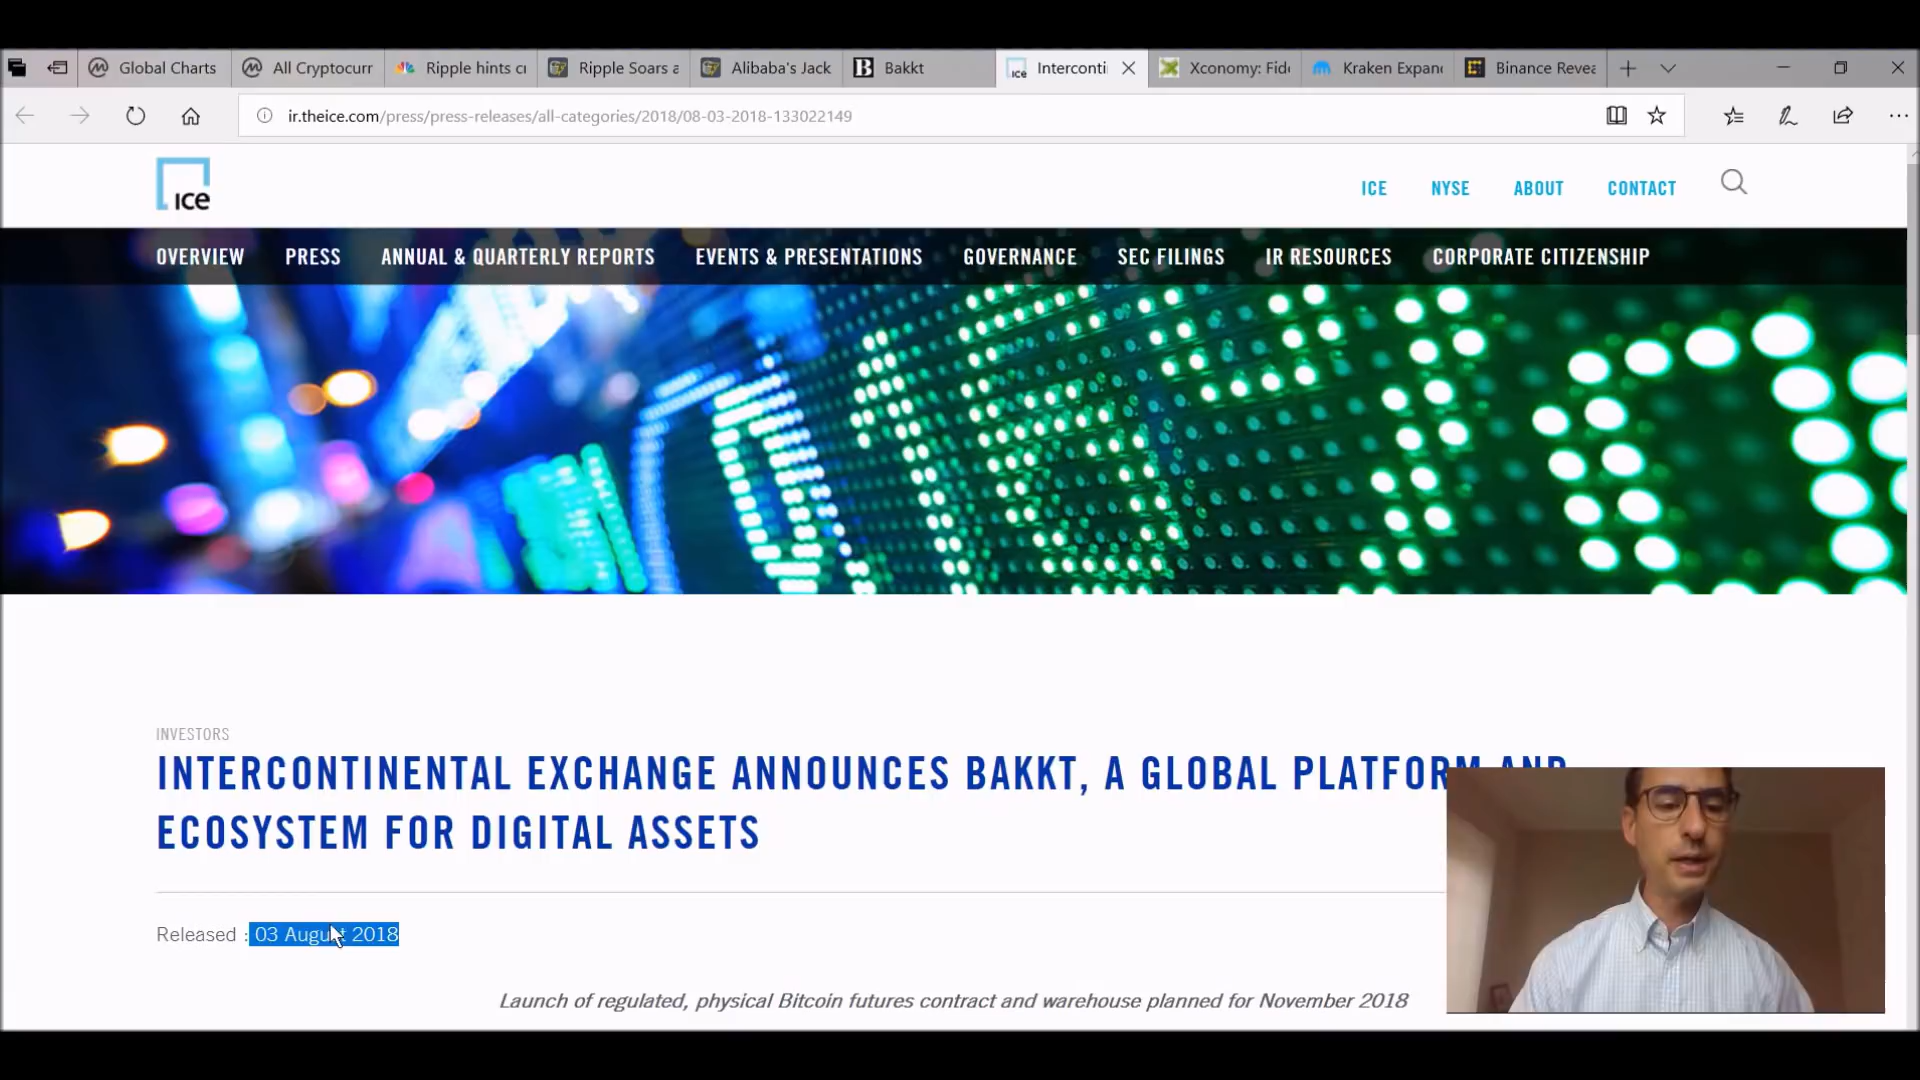 Global Charts
All Cryptocurr
Ripple hints c
Ripple Soars a
Alibaba's Jack
Bakkt
Interconti
Xconomy: Fid
Kraken Expan
Binance Revea
ir.theice.com/press/press-releases/all-categories/2018/08-03-2018-133022149
ice
ICE
NYSE
ABOUT
CONTACT
OVERVIEW
PRESS
ANNUAL & QUARTERLY REPORTS
EVENTS & PRESENTATIONS
GOVERNANCE
SEC FILINGS
IR RESOURCES
CORPORATE CITIZENSHIP
INVESTORS
INTERCONTINENTAL EXCHANGE ANNOUNCES BAKKT, A GLOBAL PLATFORM AND
ECOSYSTEM FOR DIGITAL ASSETS
Released : 03 August 2018
Launch of regulated, physical Bitcoin futures contract and warehouse planned for November 2018